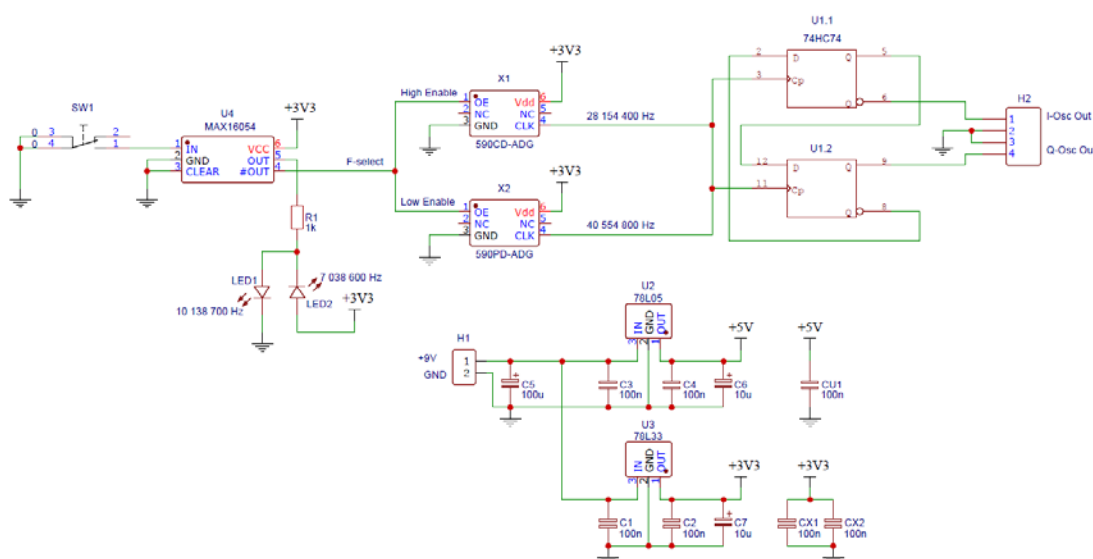 SW1
0 3 2
0 4 1
U4
MAX16054
+3V3
1 IN VCC 6
2 GND OUT 5
3 CLEAR #OUT 4
F-select
R1
1k
LED1
10 138 700 Hz
7 038 600 Hz
LED2
+3V3
High Enable
X1
+3V3
1 OE Vdd 6
2 NC NC 5
3 GND CLK 4
590CD-ADG
28 154 400 Hz
Low Enable
X2
+3V3
1 OE Vdd 6
2 NC NC 5
3 GND CLK 4
590PD-ADG
40 554 800 Hz
U1.1
74HC74
2 D Q 5
3 Cp Q 6
U1.2
12 D Q 9
11 Cp Q 8
H2
1 I-Osc Out
2
3
4 Q-Osc Ou
H1
+9V 1
GND 2
C5
100u
U2
78L05
IN GND OUT
3 2 1
C3
100n
C4
100n
C6
10u
+5V
+5V
CU1
100n
U3
78L33
IN GND OUT
3 2 1
C1
100n
C2
100n
C7
10u
+3V3
+3V3
CX1
100n
CX2
100n